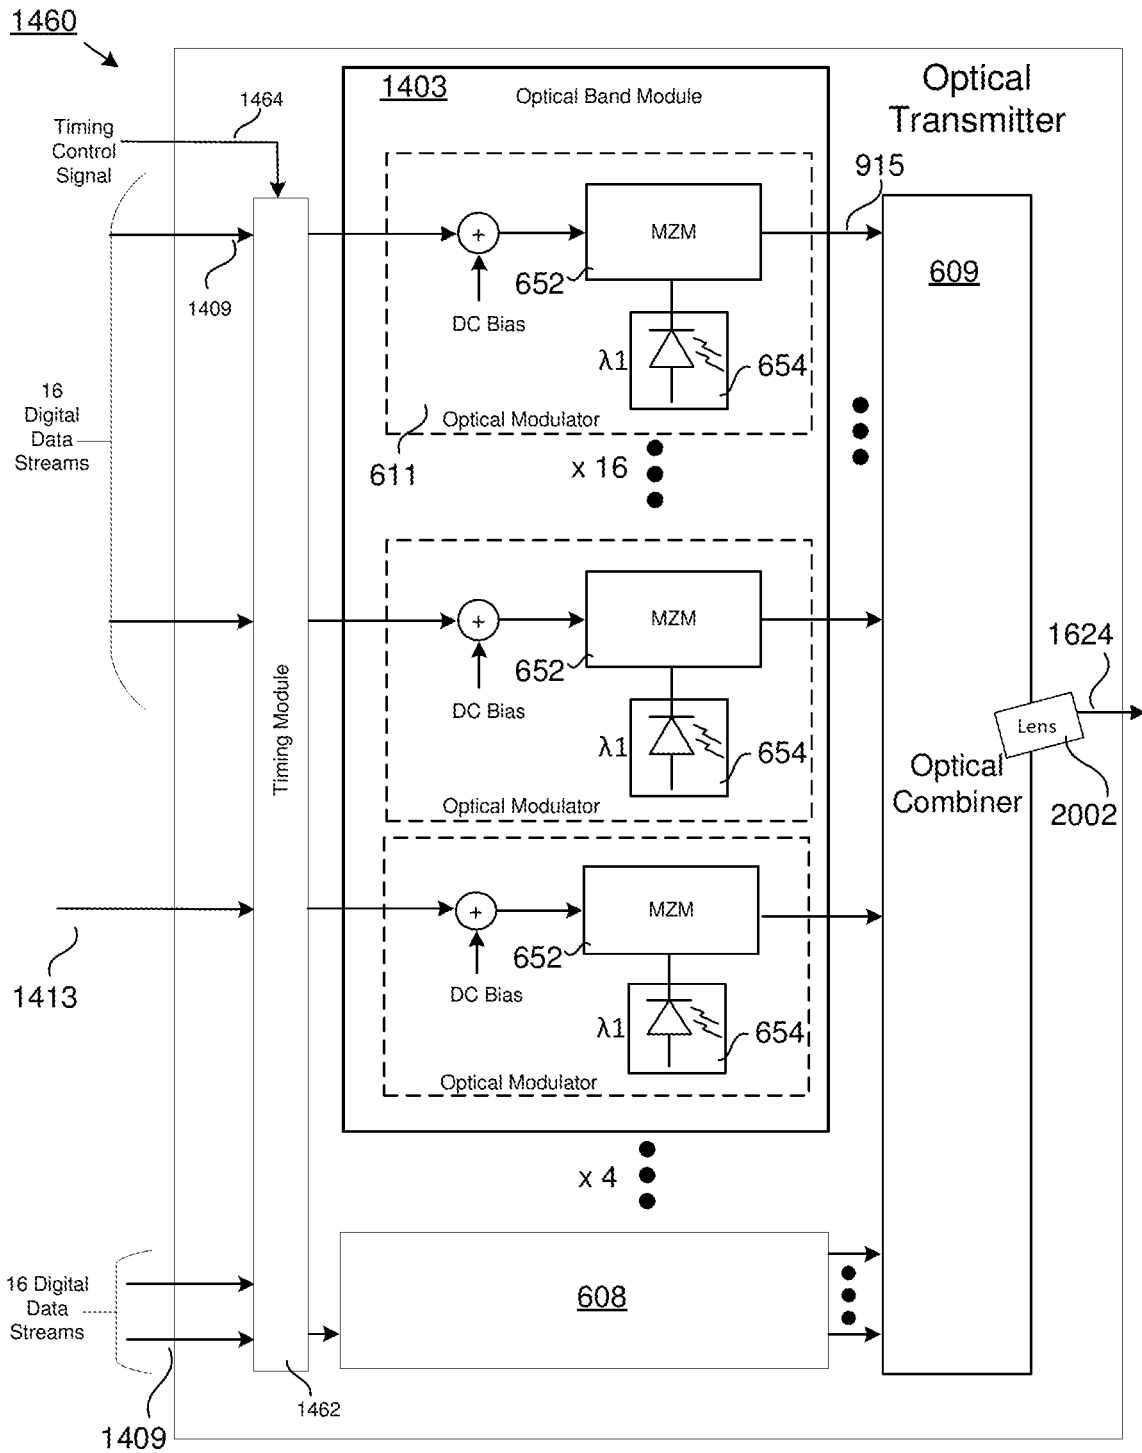 1460
1403
Optical Band Module
Optical
Transmitter
1464
Timing
Control
Signal
915
+
MZM
652
DC Bias
609
1409
λ1
654
16
Digital
Data
Streams
Optical Modulator
611
x 16
+
MZM
652
DC Bias
1624
Timing Module
λ1
654
Lens
Optical Modulator
Optical
Combiner
2002
+
MZM
652
DC Bias
1413
λ1
654
Optical Modulator
x 4
16 Digital
Data
Streams
608
1462
1409